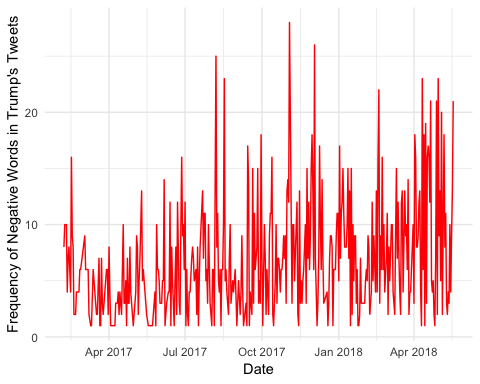 Frequency of Negative Words in Trump's Tweets
20
10
0
Apr 2017 Jul 2017 Oct 2017 Jan 2018 Apr 2018
Date